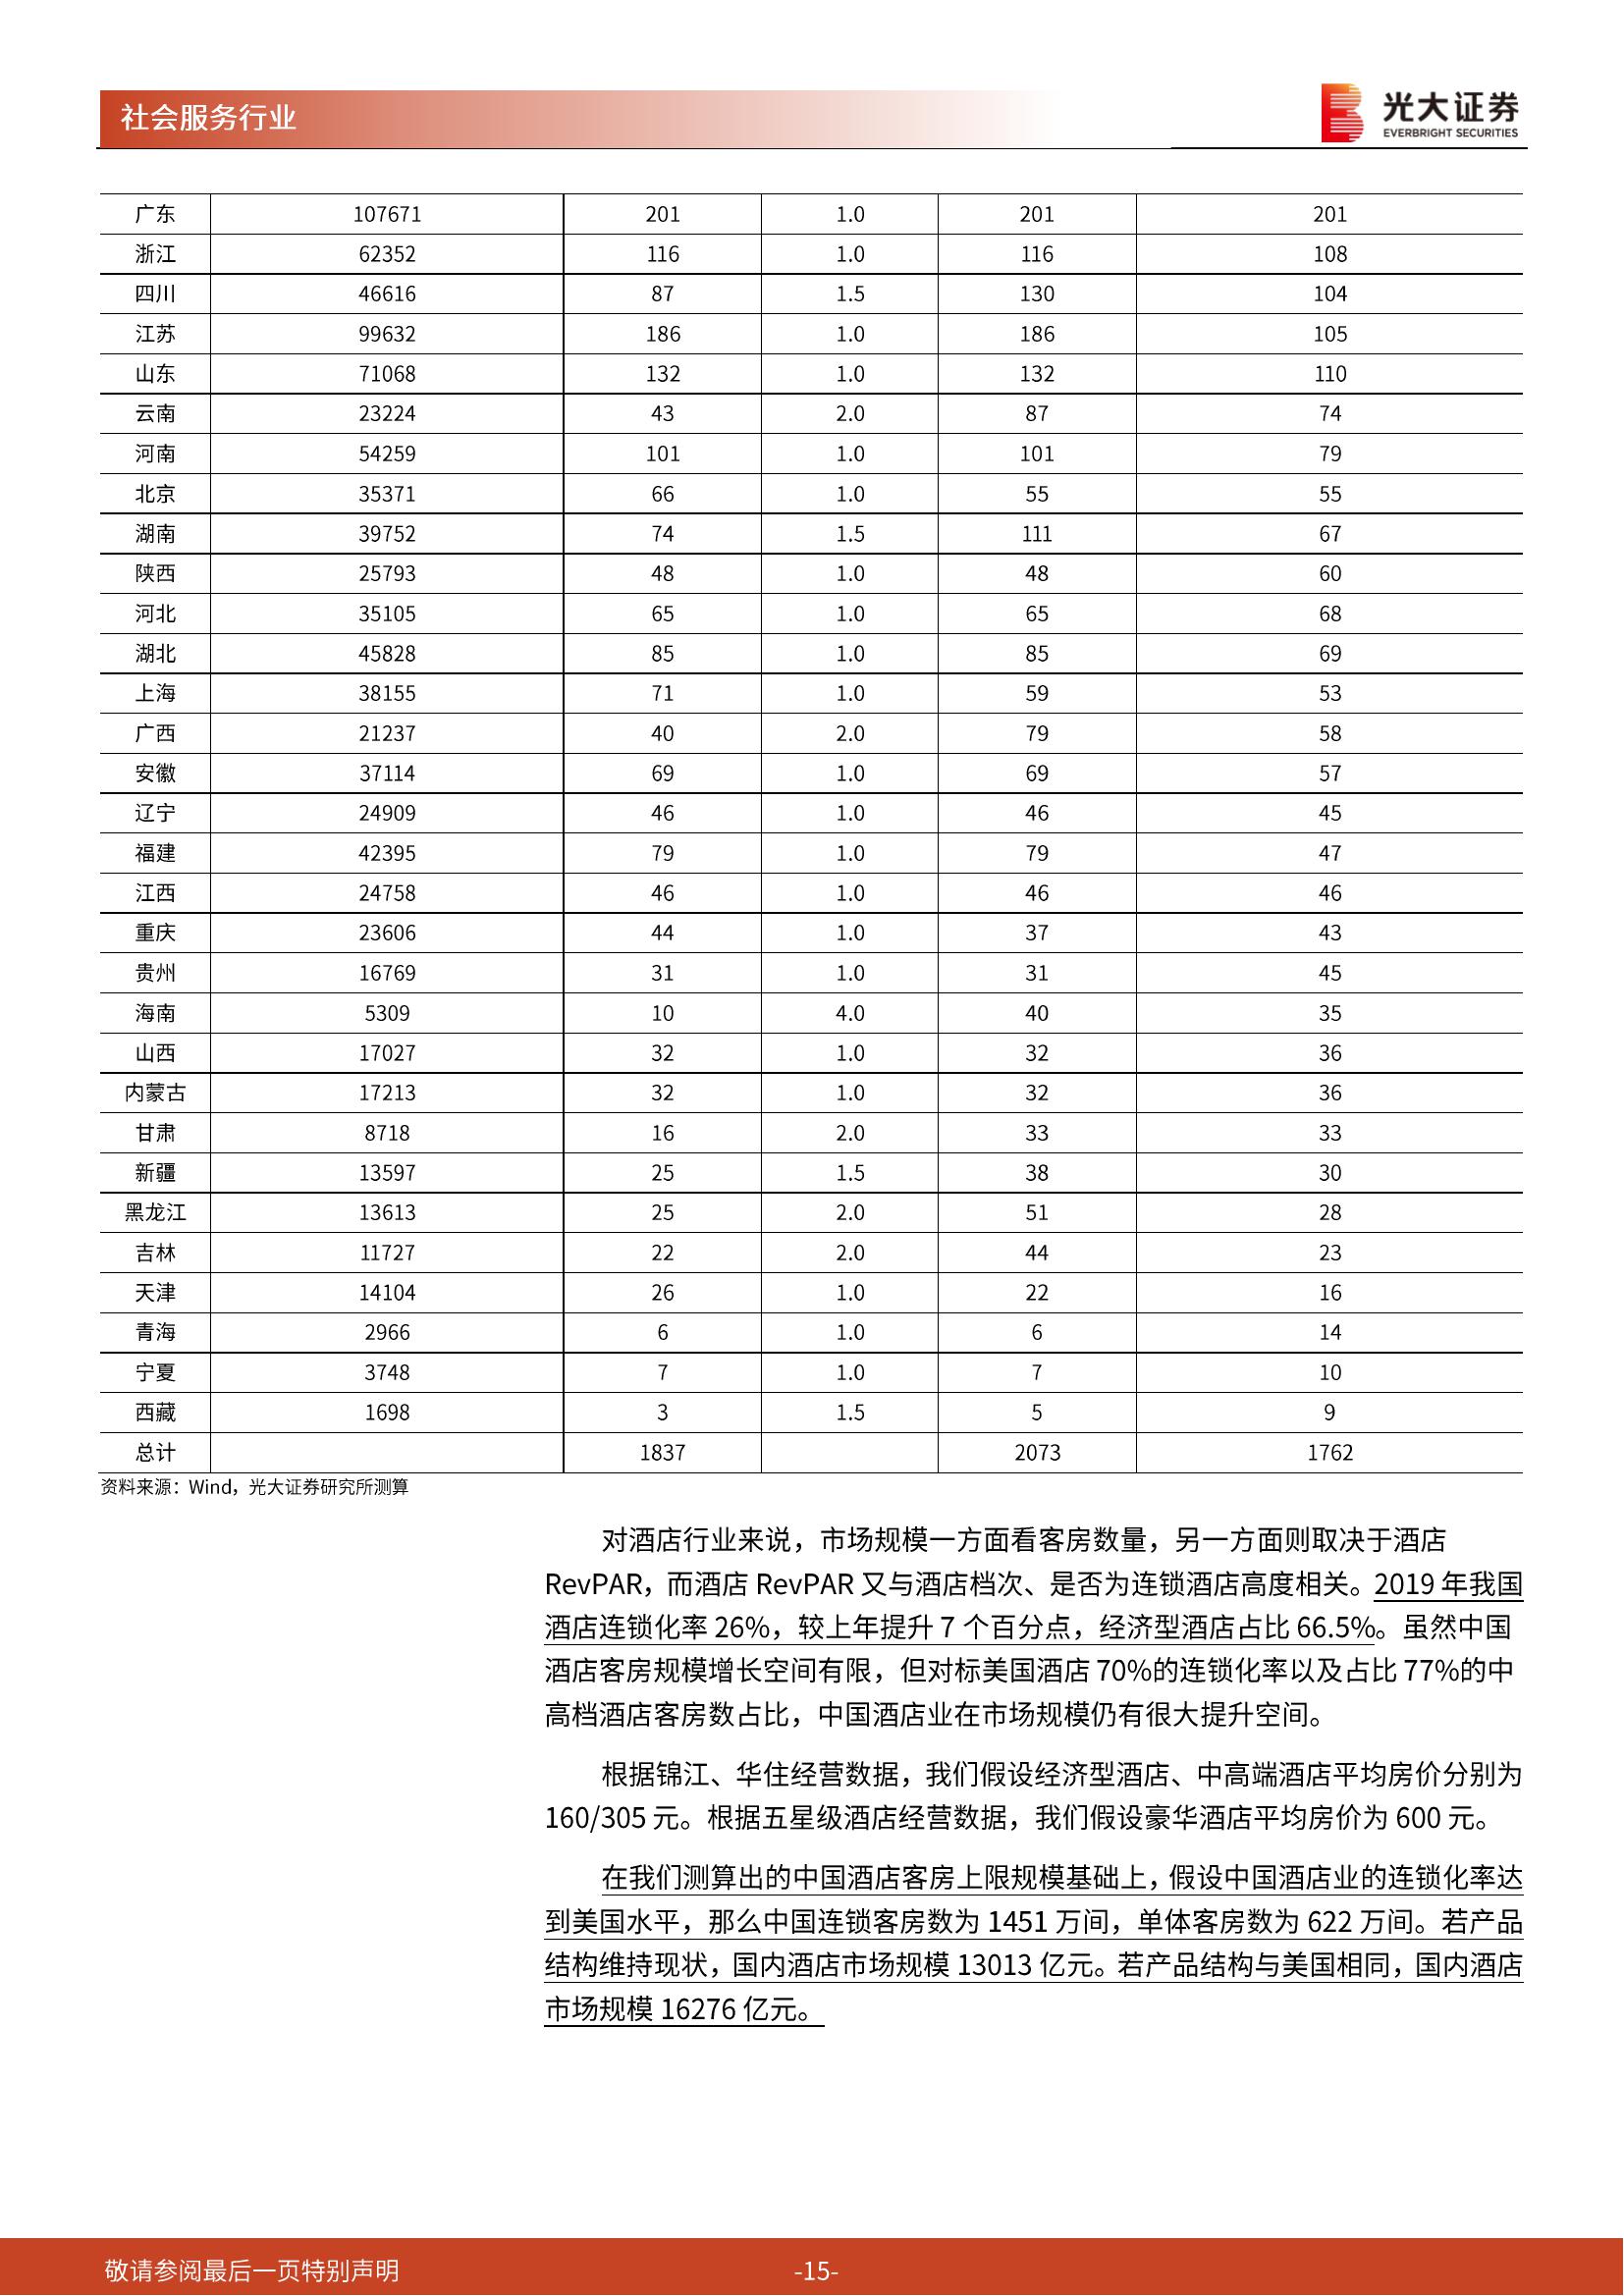 社会服务行业
光大证券
EVERBRIGHT SECURITIES
广东 107671 201 1.0 201 201
浙江 62352 116 1.0 116 108
四川 46616 87 1.5 130 104
江苏 99632 186 1.0 186 105
山东 71068 132 1.0 132 110
云南 23224 43 2.0 87 74
河南 54259 101 1.0 101 79
北京 35371 66 1.0 55 55
湖南 39752 74 1.5 111 67
陕西 25793 48 1.0 48 60
河北 35105 65 1.0 65 68
湖北 45828 85 1.0 85 69
上海 38155 71 1.0 59 53
广西 21237 40 2.0 79 58
安徽 37114 69 1.0 69 57
辽宁 24909 46 1.0 46 45
福建 42395 79 1.0 79 47
江西 24758 46 1.0 46 46
重庆 23606 44 1.0 37 43
贵州 16769 31 1.0 31 45
海南 5309 10 4.0 40 35
山西 17027 32 1.0 32 36
内蒙古 17213 32 1.0 32 36
甘肃 8718 16 2.0 33 33
新疆 13597 25 1.5 38 30
黑龙江 13613 25 2.0 51 28
吉林 11727 22 2.0 44 23
天津 14104 26 1.0 22 16
青海 2966 6 1.0 6 14
宁夏 3748 7 1.0 7 10
西藏 1698 3 1.5 5 9
总计 1837 2073 1762
资料来源：Wind，光大证券研究所测算
对酒店行业来说，市场规模一方面看客房数量，另一方面则取决于酒店
RevPAR，而酒店 RevPAR 又与酒店档次、是否为连锁酒店高度相关。2019 年我国
酒店连锁化率 26%，较上年提升 7 个百分点，经济型酒店占比 66.5%。虽然中国
酒店客房规模增长空间有限，但对标美国酒店 70%的连锁化率以及占比 77%的中
高档酒店客房数占比，中国酒店业在市场规模仍有很大提升空间。
根据锦江、华住经营数据，我们假设经济型酒店、中高端酒店平均房价分别为
160/305 元。根据五星级酒店经营数据，我们假设豪华酒店平均房价为 600 元。
在我们测算出的中国酒店客房上限规模基础上，假设中国酒店业的连锁化率达
到美国水平，那么中国连锁客房数为 1451 万间，单体客房数为 622 万间。若产品
结构维持现状，国内酒店市场规模 13013 亿元。若产品结构与美国相同，国内酒店
市场规模 16276 亿元。
敬请参阅最后一页特别声明 -15-